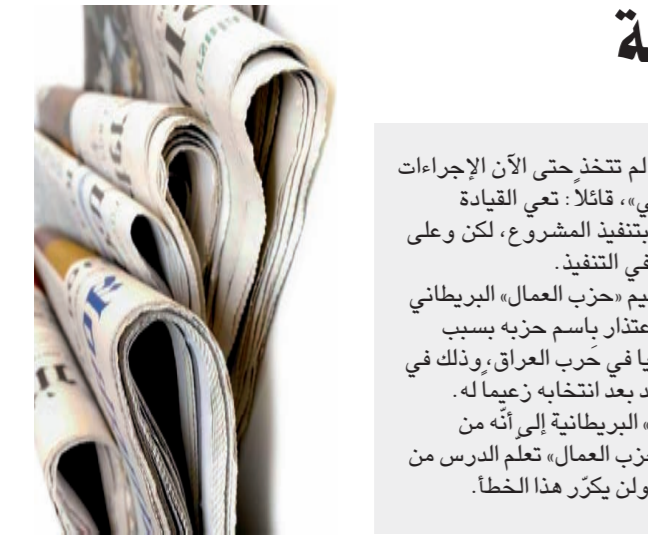 ة
لم تتخذ حتى الآن الإجراءات
ي»، قائلاً: تعي القيادة
بتنفيذ المشروع، لكن وعلى
في التنفيذ.
يم «حزب العمال» البريطاني
عتذار باسم حزبه بسبب
يا في حرب العراق، وذلك في
د بعد انتخابه زعيماً له.
» البريطانية إلى أنّه من
حزب العمال» تعلّم الدرس من
ولن يكرّر هذا الخطأ.